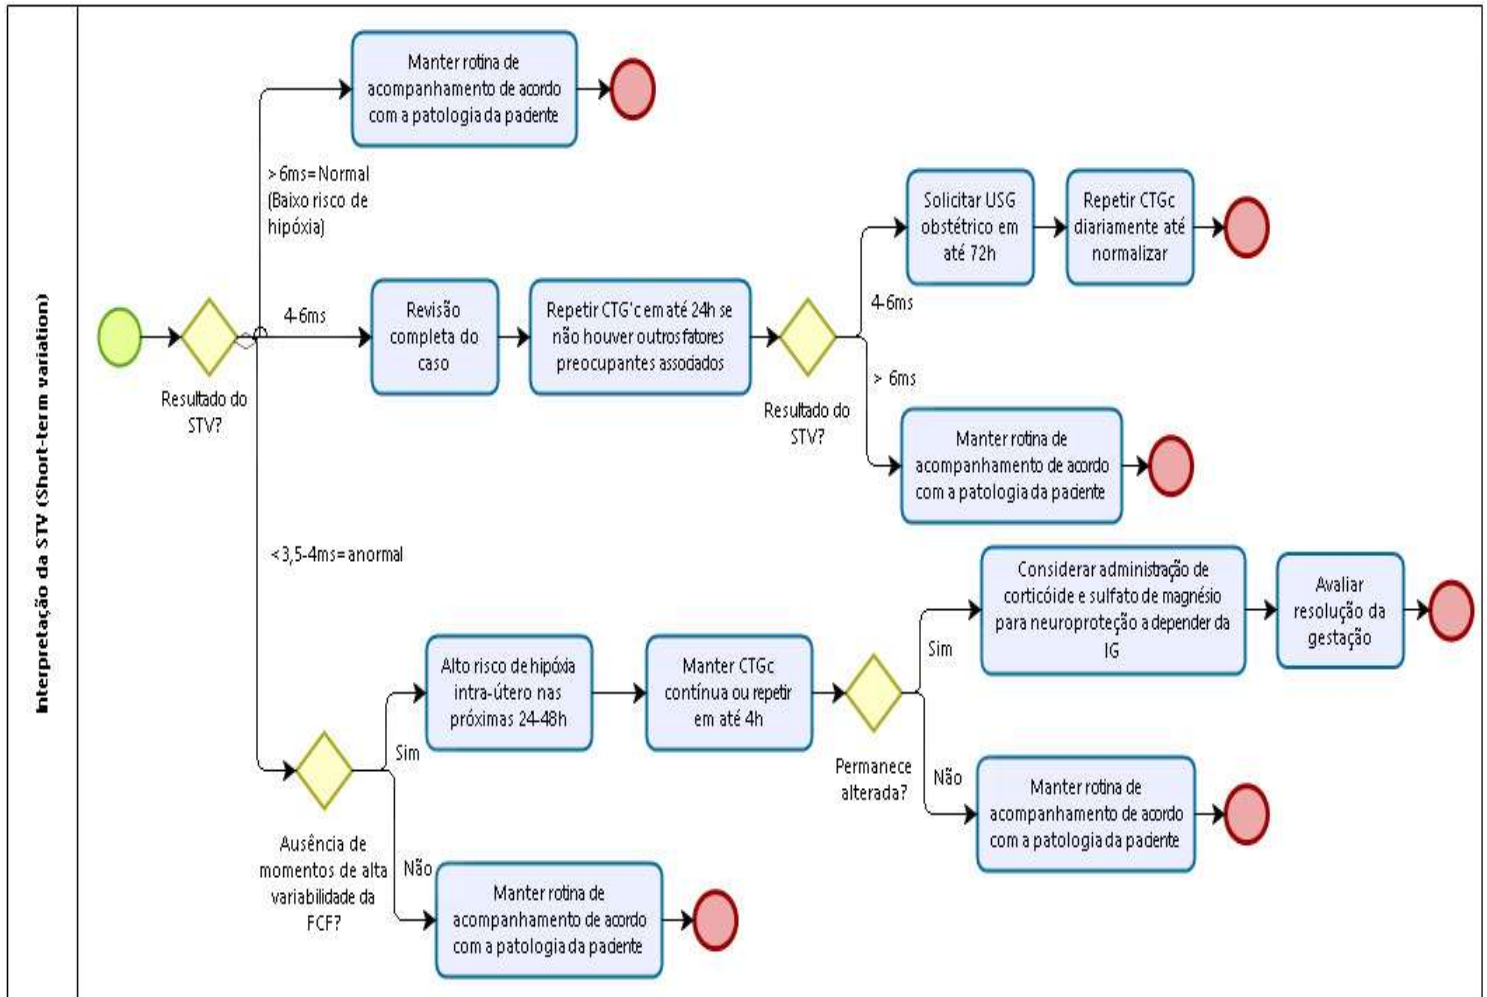 Interpretação da STV (Short-term variation)
Manter rotina de
acompanhamento de acordo
com a patologia da paciente
> 6ms= Normal
(Baixo risco de
hipóxia)
Resultado do
STV?
4-6ms
Revisão
completa do
caso
Repetir CTG'c em até 24h se
não houver outros fatores
preocupantes associados
Resultado do
STV?
4-6ms
Solicitar USG
obstétrico em
até 72h
Repetir CTGc
diariamente até
normalizar
> 6ms
Manter rotina de
acompanhamento de acordo
com a patologia da paciente
<3,5-4ms= anormal
Ausência de
momentos de alta
variabilidade da
FCF?
Sim
Alto risco de hipóxia
intra-útero nas
próximas 24-48h
Manter CTGc
contínua ou repetir
em até 4h
Permanece
alterada?
Sim
Considerar administração de
corticóide e sulfato de magnésio
para neuroproteção a depender da
IG
Avaliar
resolução da
gestação
Não
Manter rotina de
acompanhamento de acordo
com a patologia da paciente
Não
Manter rotina de
acompanhamento de acordo
com a patologia da paciente